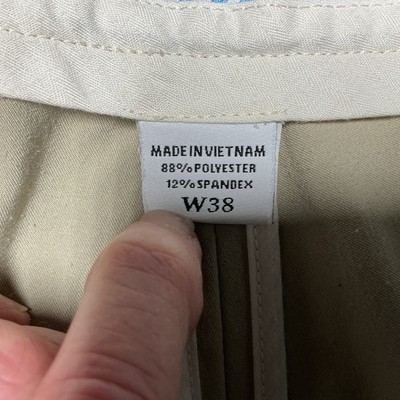 MADE IN VIETNAM
88% POLYESTER
12% SPANDEX
W38